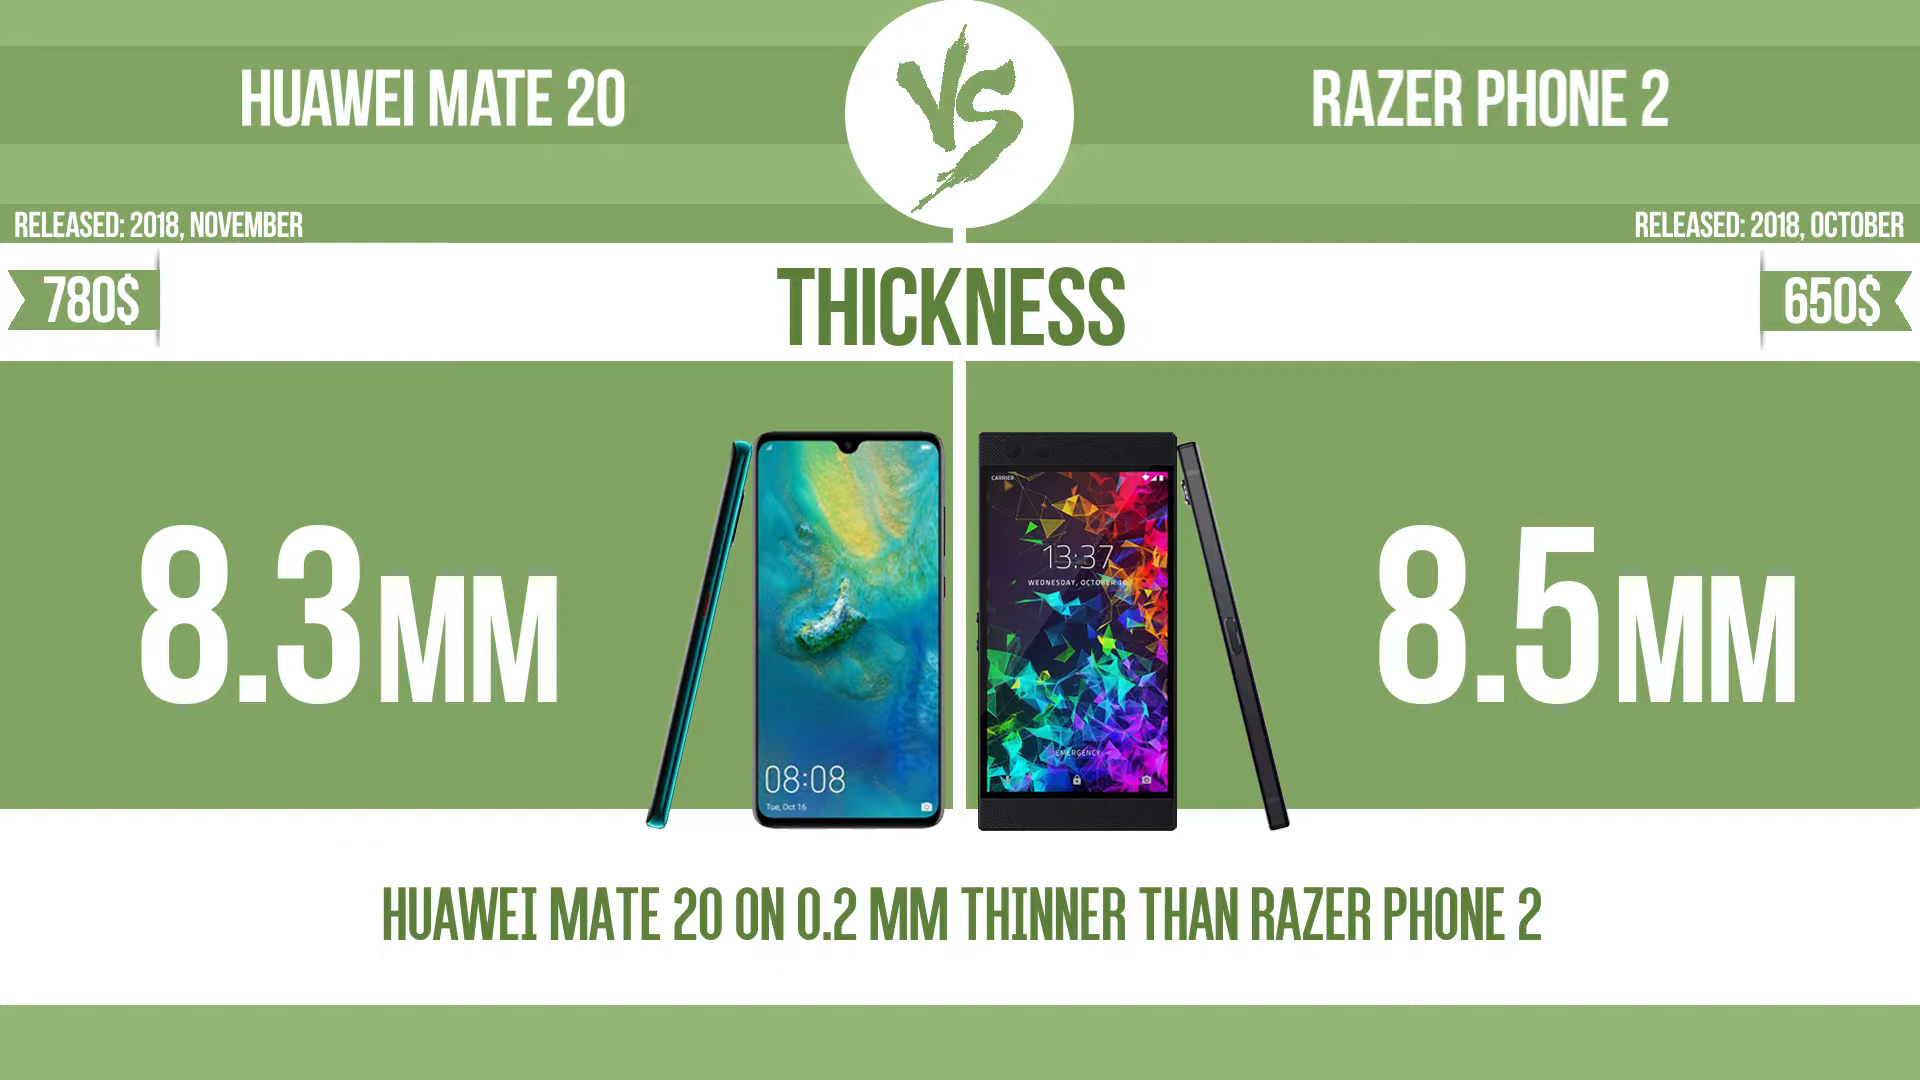 HUAWEI MATE 20
VS
RAZER PHONE 2
RELEASED: 2018, NOVEMBER
RELEASED: 2018, OCTOBER
780$
THICKNESS
650$
CARRIER
13:37
WEDNESDAY, OCTOBER 10
8.3MM
8.5MM
EMERGENCY
08:08
Tue, Oct 16
HUAWEI MATE 20 ON 0.2 MM THINNER THAN RAZER PHONE 2